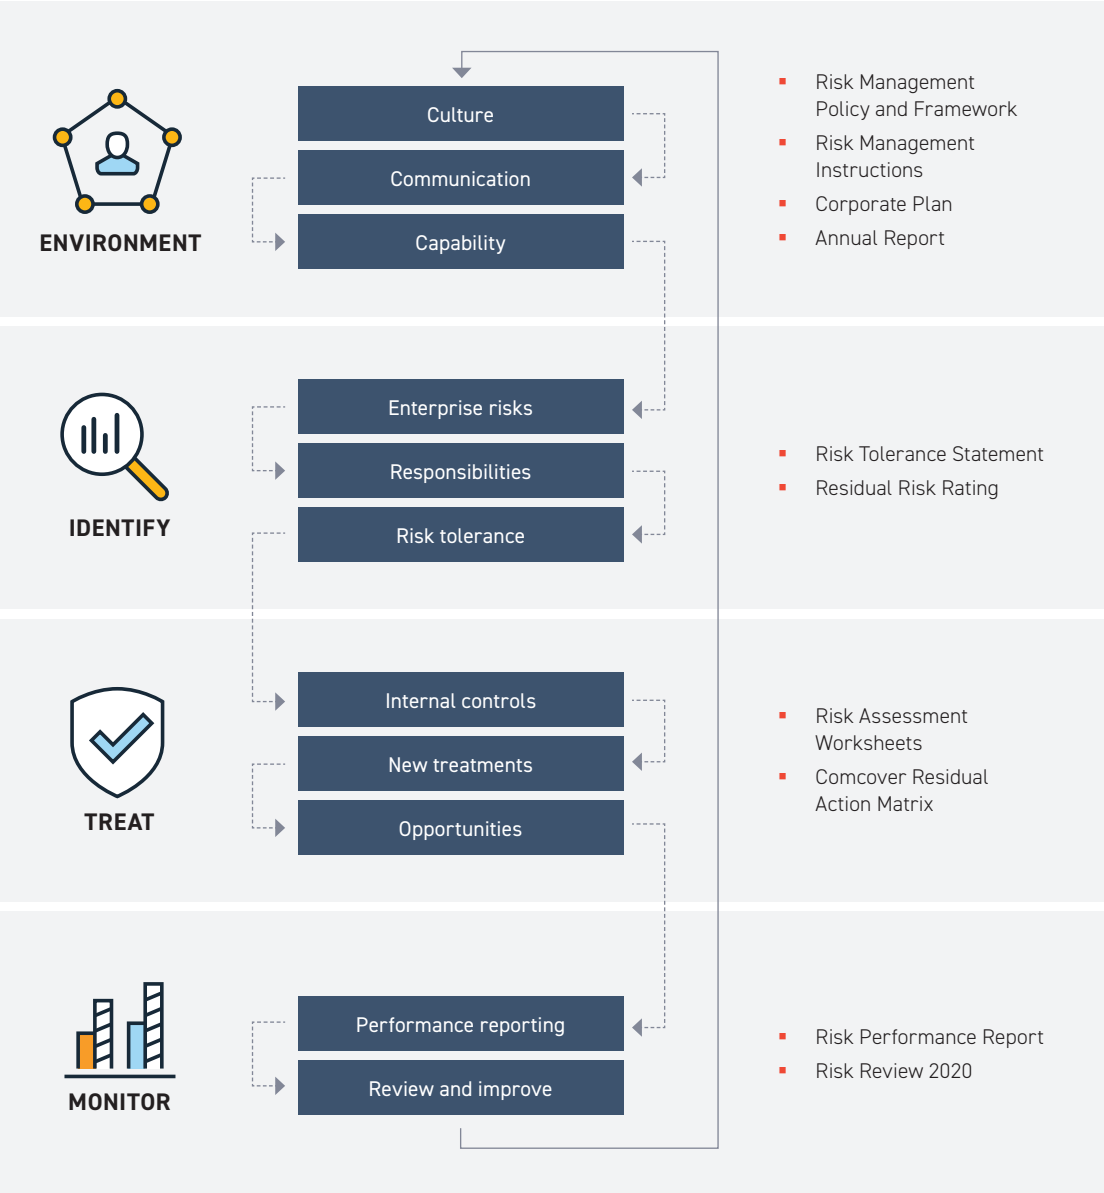 ENVIRONMENT
Culture
Communication
Capability
Risk Management
Policy and Framework
Risk Management
Instructions
Corporate Plan
Annual Report
IDENTIFY
Enterprise risks
Responsibilities
Risk tolerance
Risk Tolerance Statement
Residual Risk Rating
TREAT
Internal controls
New treatments
Opportunities
Risk Assessment
Worksheets
Comcover Residual
Action Matrix
MONITOR
Performance reporting
Review and improve
Risk Performance Report
Risk Review 2020